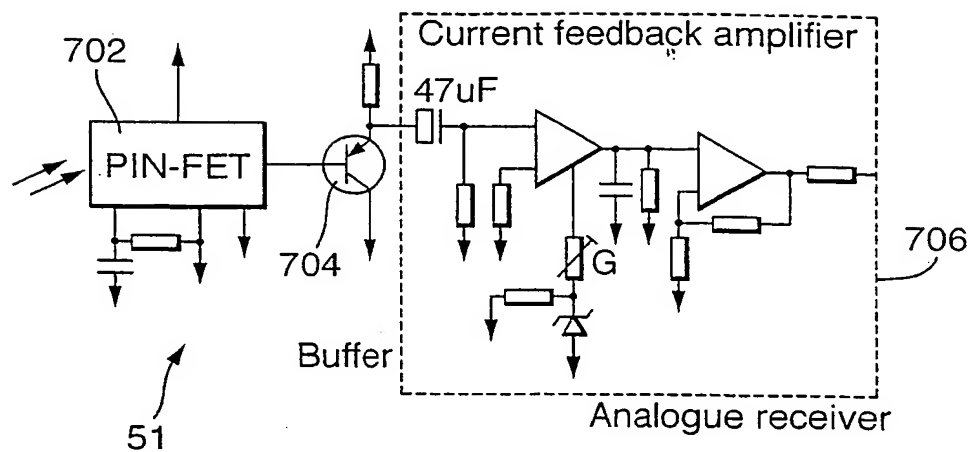 702
Current feedback amplifier
47uF
PIN-FET
704
G
706
Buffer
Analogue receiver
51